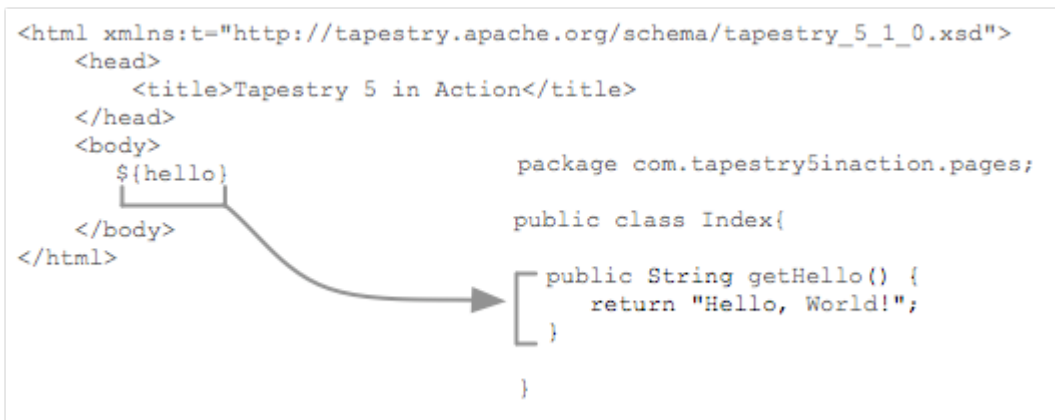 <html xmlns:t="http://tapestry.apache.org/schema/tapestry_5_1_0.xsd">
<head>
<title>Tapestry 5 in Action</title>
</head>
<body>
${hello}
</body>
</html>
package com.tapestry5inaction.pages;
public class Index{
public String getHello() {
return "Hello, World!";
}
}